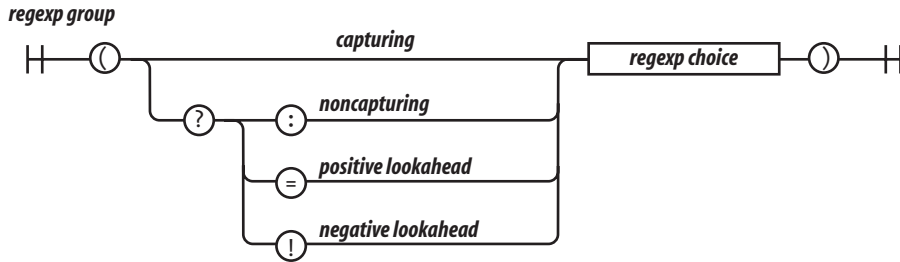 regexp group
( capturing regexp choice )
? : noncapturing
= positive lookahead
! negative lookahead